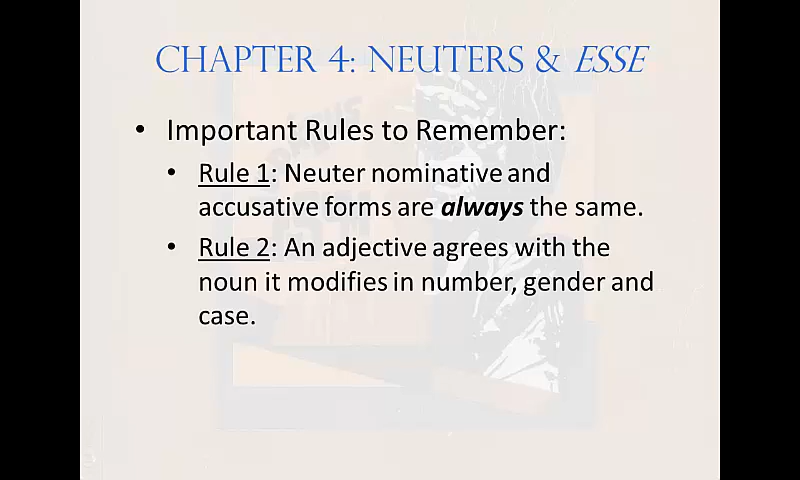 CHAPTER 4: NEUTERS & ESSE
• Important Rules to Remember:
• Rule 1: Neuter nominative and
accusative forms are always the same.
• Rule 2: An adjective agrees with the
noun it modifies in number, gender and
case.